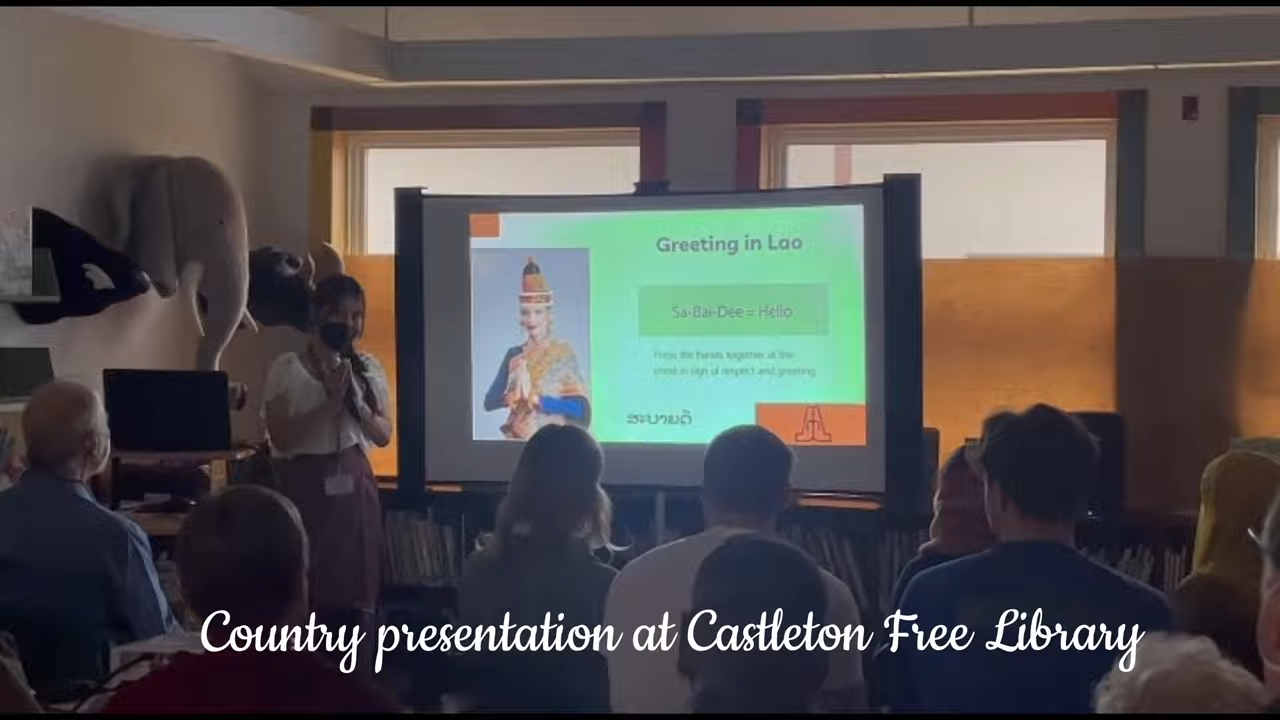 Greeting in Lao
Sa-Bai-Dee = Hello
Press the hands together at the
chest in sign of respect and greeting
ສະບາຍດີ
Country presentation at Castleton Free Library